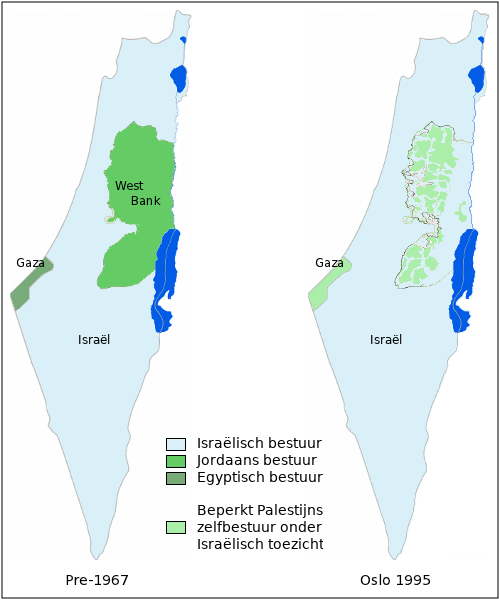 West
Bank
Gaza
Israël
Gaza
Israël
Israëlisch bestuur
Jordaans bestuur
Egyptisch bestuur
Beperkt Palestijns
zelfbestuur onder
Israëlisch toezicht
Pre-1967
Oslo 1995